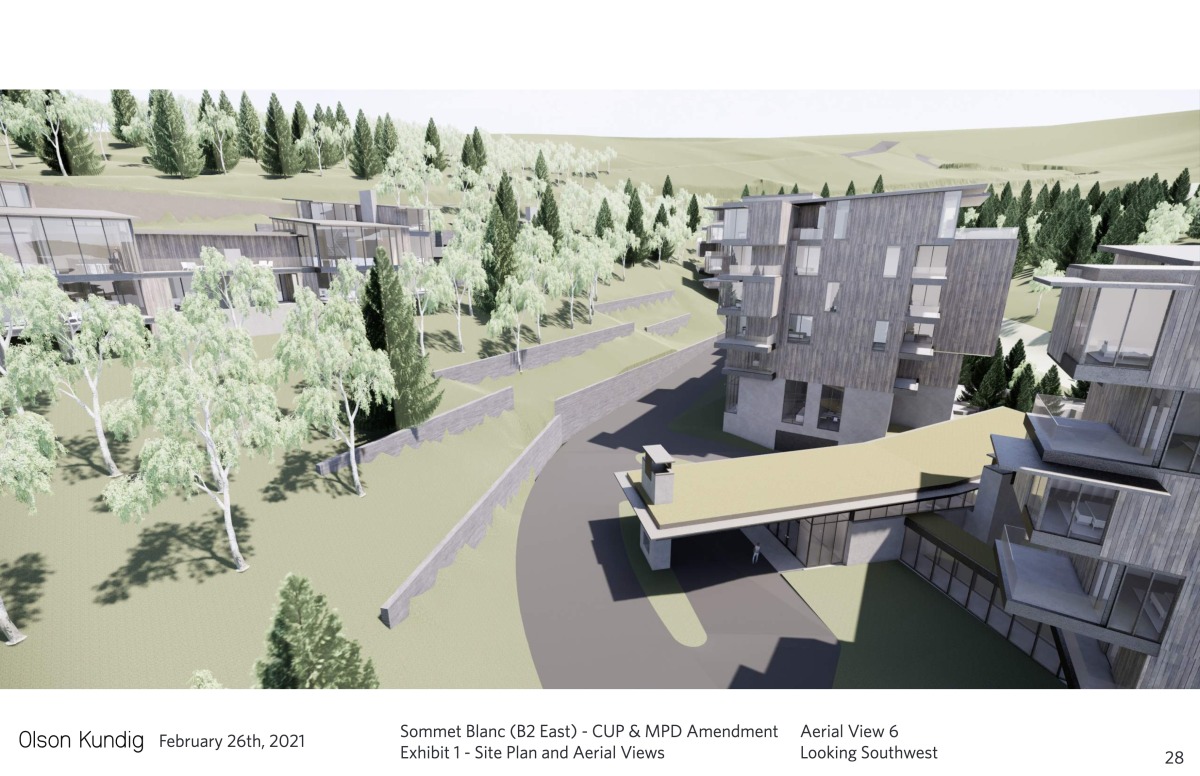 Olson Kundig February 26th, 2021
Sommet Blanc (B2 East) - CUP & MPD Amendment
Exhibit 1 - Site Plan and Aerial Views
Aerial View 6
Looking Southwest
28